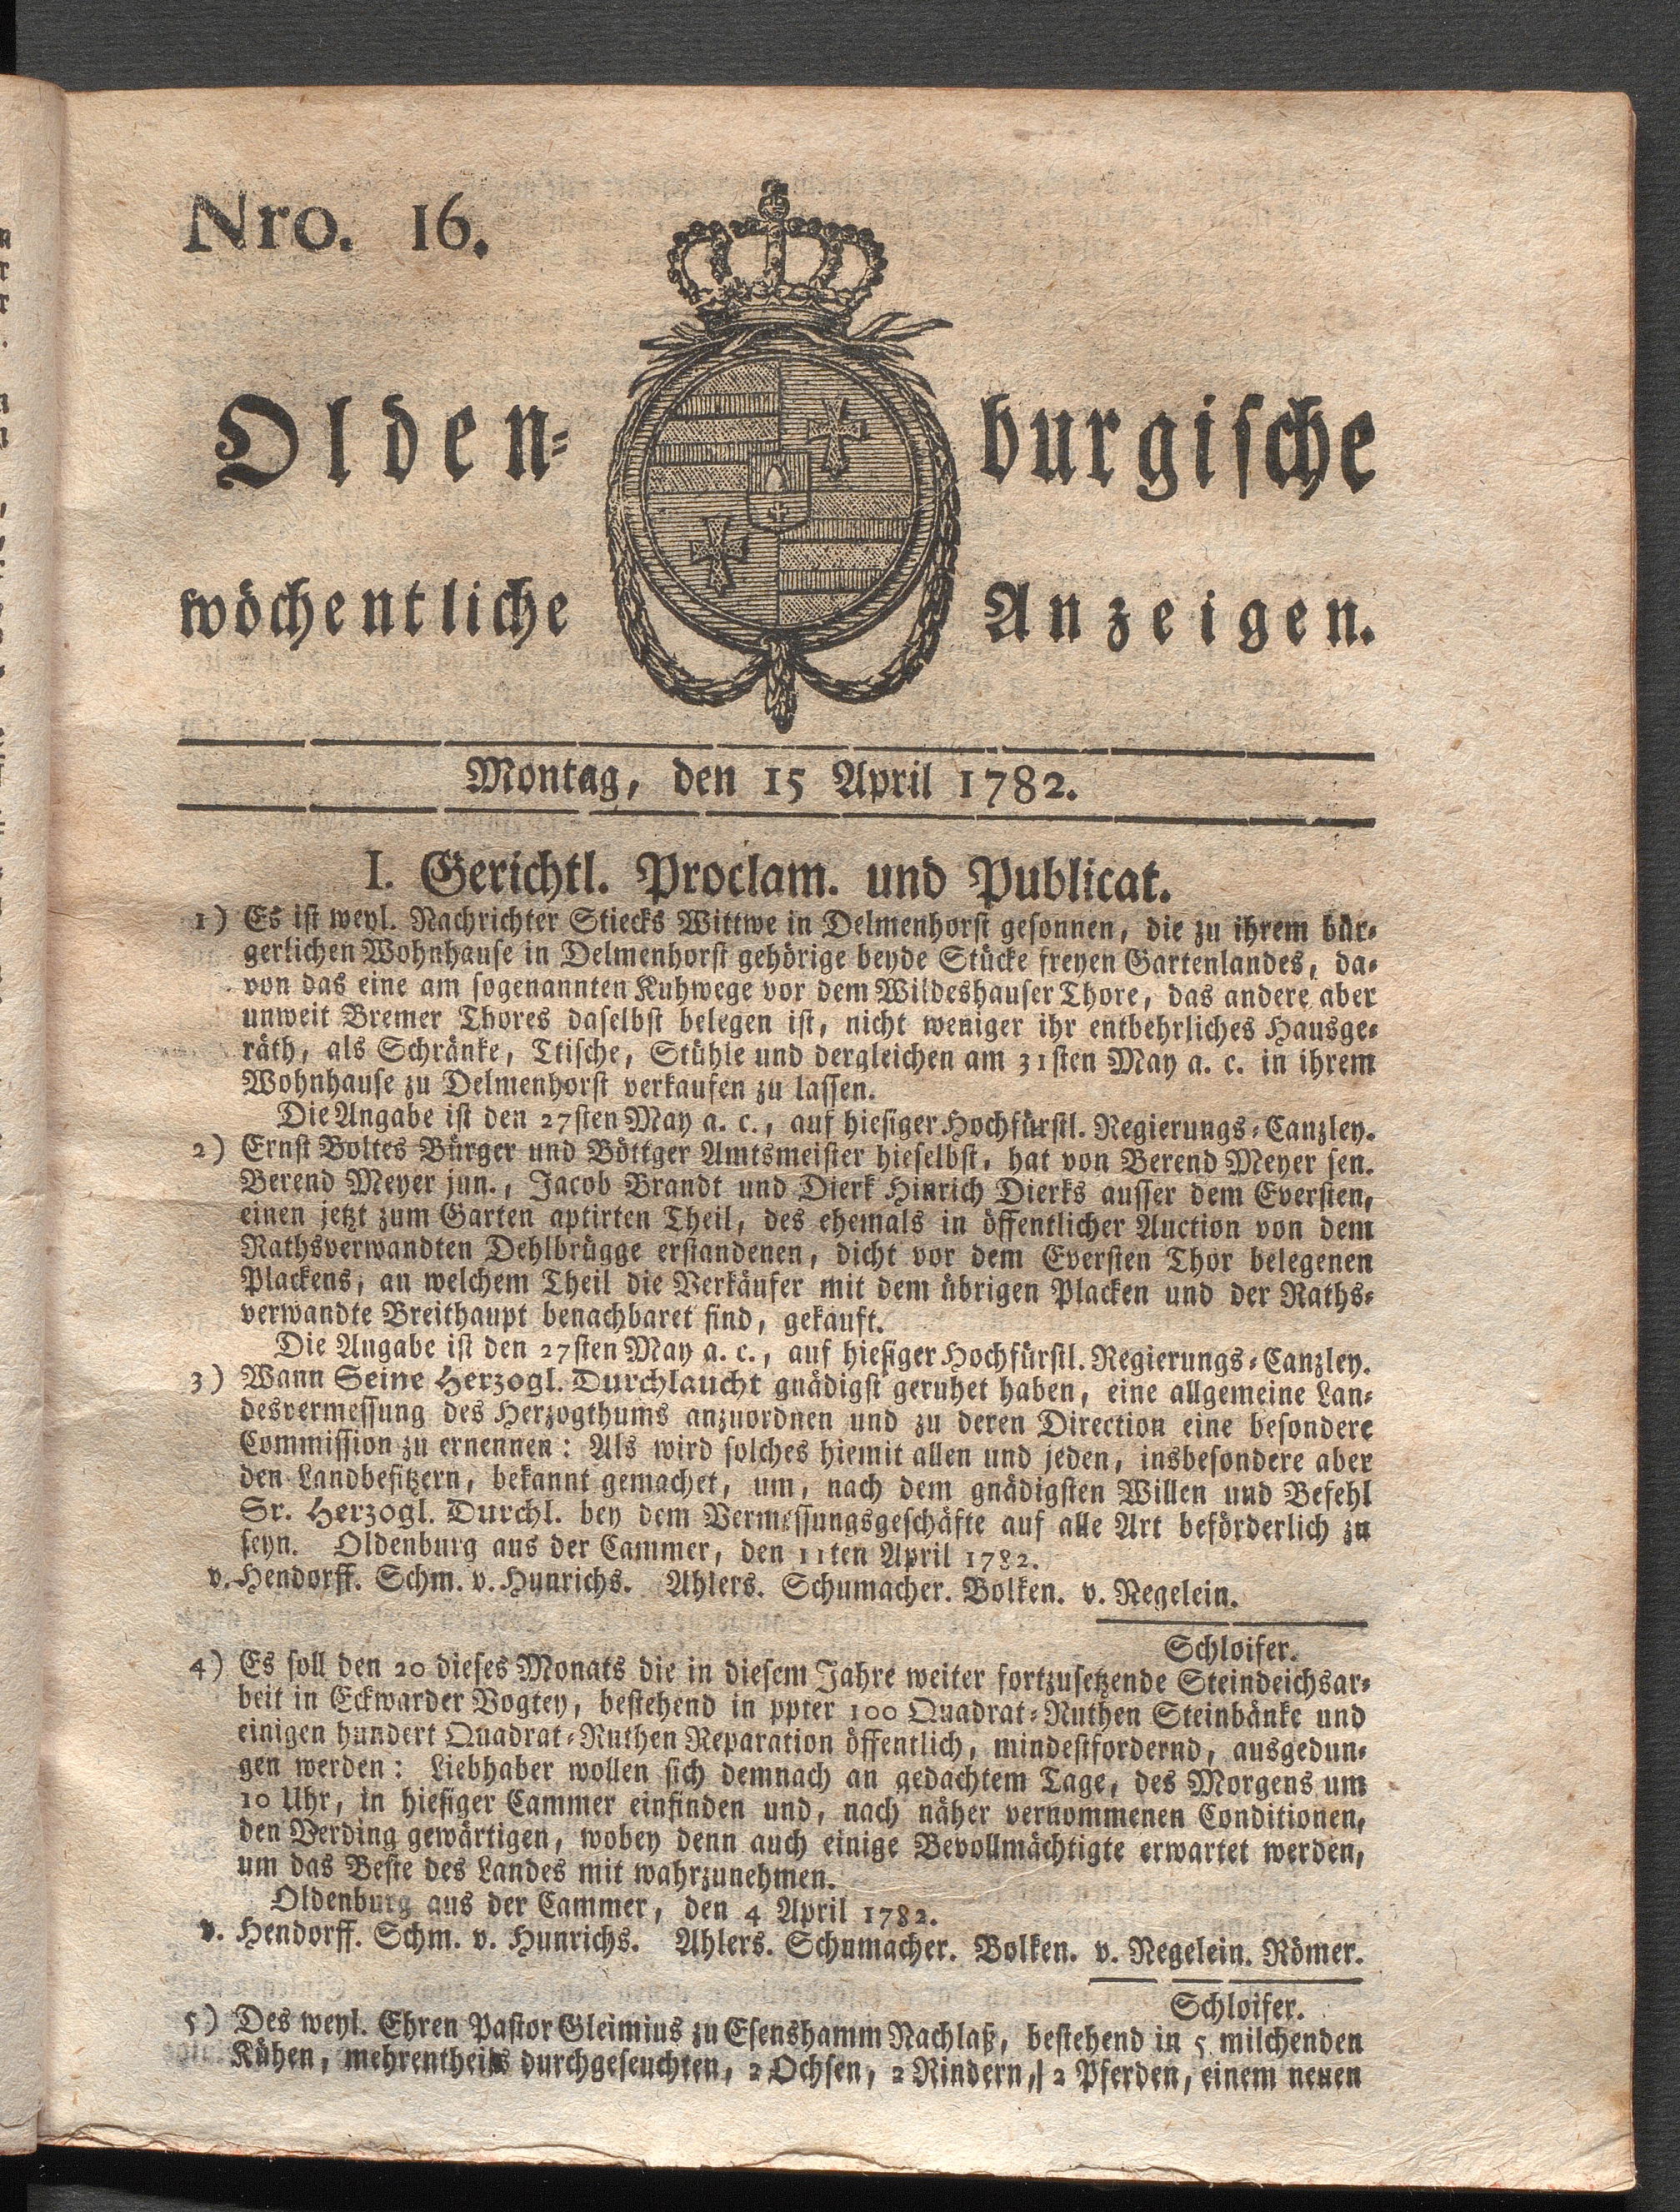 Nro. 16.
Olden= burgische
wöchentliche Anzeigen.
Montag, den 15 April 1782.
I. Gerichtl. Proclam. und Publicat.
1) Es ist weyl. Nachrichter Stiecks Wittwe in Delmenhorst gesonnen, die zu ihrem bür=
gerlichen Wohnhause in Delmenhorst gehörige beyde Stücke freyen Gartenlandes, da=
von das eine am sogenannten Kuhwege vor dem Wildeshauser Thore, das andere aber
unweit Bremer Thores daselbst belegen ist, nicht weniger ihr entbehrliches Hausge=
räth, als Schränke, Ttische, Stühle und dergleichen am 31sten May a. c. in ihrem
Wohnhause zu Delmenhorst verkaufen zu lassen.
Die Angabe ist den 27sten May a. c., auf hiesiger Hochfürstl. Regierungs=Canzley.
2) Ernst Boltes Bürger und Böttger Amtsmeister hieselbst, hat von Berend Meyer sen.
Berend Meyer jun., Jacob Brandt und Dierk Hinrich Dierks ausser dem Eversten,
einen jetzt zum Garten aptirten Theil, des ehemals in öffentlicher Auction von dem
Rathsverwandten Dehlbrügge erstandenen, dicht vor dem Eversten Thor belegenen
Plackens, an welchem Theil die Verkäufer mit dem übrigen Placken und der Raths=
verwandte Breithaupt benachbaret sind, gekauft.
Die Angabe ist den 27sten May a. c., auf hiesiger Hochfürstl. Regierungs=Canzley.
3) Wann Seine Herzogl. Durchlaucht gnädigst geruhet haben, eine allgemeine Lan=
desvermessung des Herzogthums anzuordnen und zu deren Direction eine besondere
Commission zu ernennen: Als wird solches hiemit allen und jeden, insbesondere aber
den Landbesitzern, bekannt gemachet, um, nach dem gnädigsten Willen und Befehl
Sr. Herzogl. Durchl. bey dem Vermessungsgeschäfte auf alle Art beförderlich zu
seyn. Oldenburg aus der Cammer, den 11ten April 1782.
v. Hendorff. Schm. v. Hunrichs. Ahlers. Schumacher. Bolken. v. Negelein.
Schloifer.
4) Es soll den 20 dieses Monats die in diesem Jahre weiter fortzusetzende Steindeichsar=
beit in Eckwarder Vogtey, bestehend in ppter 100 Quadrat=Ruthen Steinbänke und
einigen hundert Quadrat=Ruthen Reparation öffentlich, mindestfordernd, ausgedun=
gen werden: Liebhaber wollen sich demnach an gedachtem Tage, des Morgens um
10 Uhr, in hiesiger Cammer einfinden und, nach näher vernommenen Conditionen,
den Verding gewärtigen, wobey denn auch einige Bevollmächtigte erwartet werden,
um das Beste des Landes mit wahrzunehmen.
Oldenburg aus der Cammer, den 4 April 1782.
v. Hendorff. Schm. v. Hunrichs. Ahlers. Schumacher. Bolken. v. Negelein. Römer.
Schloifer.
5) Des weyl. Ehren Pastor Gleimius zu Esenshamm Nachlaß, bestehend in 5 milchenden
Kühen, mehrentheils durchgeseuchten, 2 Ochsen, 2 Rindern, 2 Pferden, einem neuen